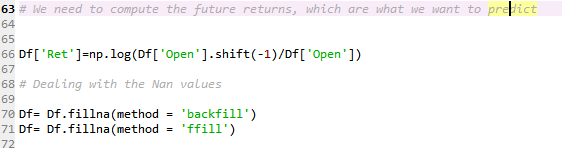 63 # We need to compute the future returns, which are what we want to predict
64
65
66 Df['Ret']=np.log(Df['Open'].shift(-1)/Df['Open'])
67
68 # Dealing with the Nan values
69
70 Df= Df.fillna(method = 'backfill')
71 Df= Df.fillna(method = 'ffill')
72